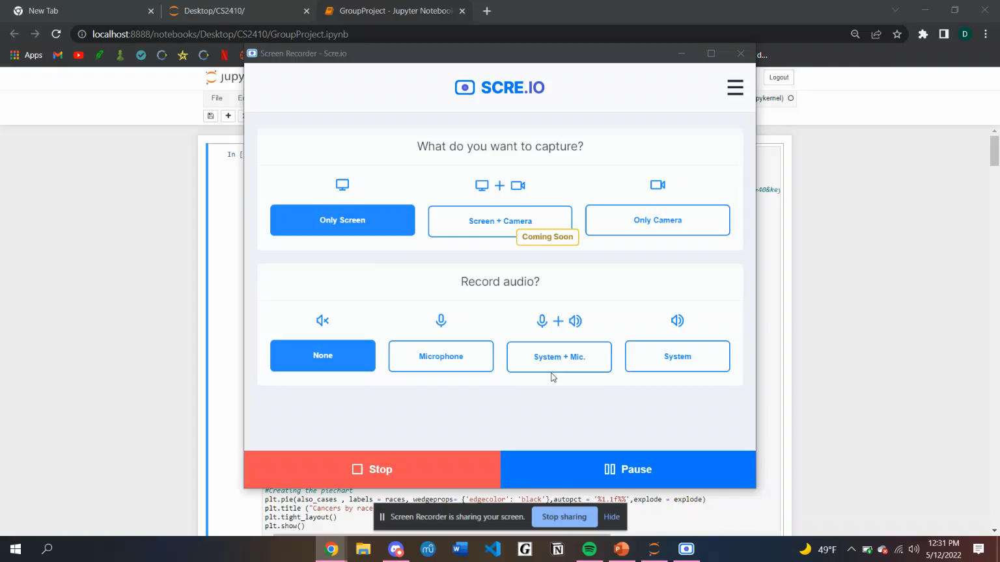 New Tab
Desktop/CS2410/
GroupProject - Jupyter Notebook
localhost:8888/notebooks/Desktop/CS2410/GroupProject.ipynb
D
Apps
Screen Recorder - Scre.io
d...
jupy
Logout
SCRE.IO
File
pykernel)
What do you want to capture?
In [
=40&key
Only Screen
Screen + Camera
Only Camera
Coming Soon
Record audio?
None
Microphone
System + Mic.
System
Stop
Pause
#Creating the piechart
plt.pie(also_cases , labels = races, wedgeprops= {'edgecolor': 'black'},autopct = '%1.1f%%',explode = explode)
plt.title ("Cancers by race
plt.tight_layout()
plt.show()
Screen Recorder is sharing your screen.
Stop sharing
Hide
49°F
12:31 PM
5/12/2022